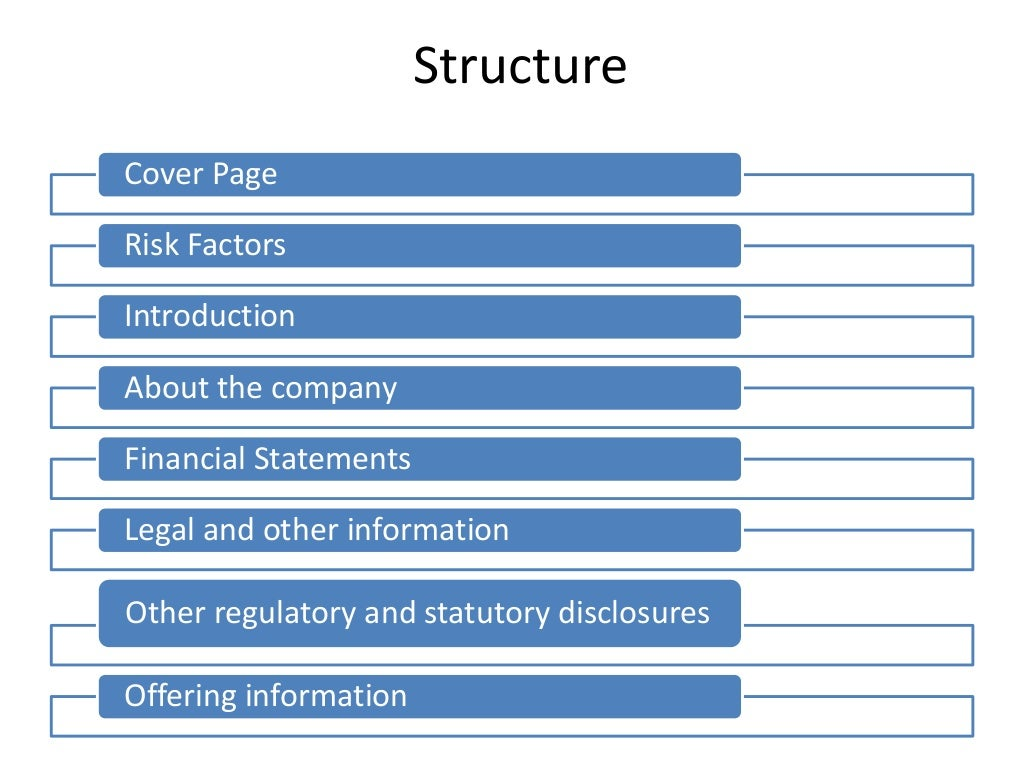 Structure
Cover Page
Risk Factors
Introduction
About the company
Financial Statements
Legal and other information
Other regulatory and statutory disclosures
Offering information